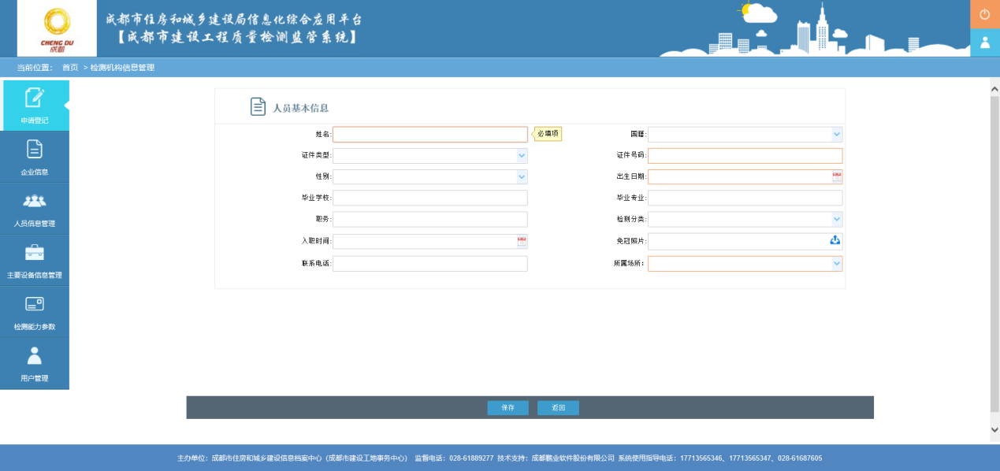 成都市住房和城乡建设局信息化综合应用平台
【成都市建设工程质量检测监管系统】
CHENG DU
成都
当前位置： 首页 > 检测机构信息管理
申请登记
企业信息
人员信息管理
主要设备信息管理
检测能力参数
用户管理
人员基本信息
姓名: 必填项 国籍:
证件类型: 证件号码:
性别: 出生日期:
毕业学校: 毕业专业:
职务: 检测分类:
入职时间: 免冠照片:
联系电话: 所属场所：
保存 返回
主办单位：成都市住房和城乡建设信息档案中心（成都市建设工地事务中心） 监督电话：028-61889277 技术支持：成都鹏业软件股份有限公司 系统使用指导电话：17713565346、17713565347、028-61687605